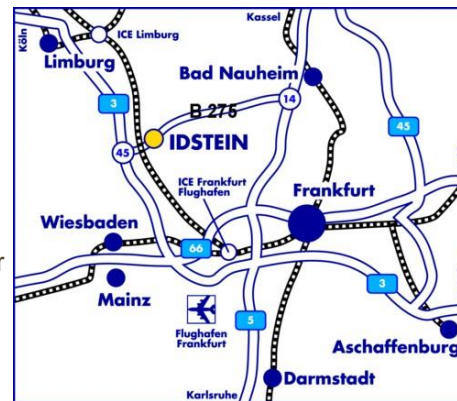 Köln
ICE Limburg
Kassel
Limburg
Bad Nauheim
3
B 275
14
45
45
IDSTEIN
ICE Frankfurt
Flughafen
Frankfurt
Wiesbaden
66
r
Mainz
3
Flughafen
Frankfurt
5
Aschaffenburg
Darmstadt
Karlsruhe